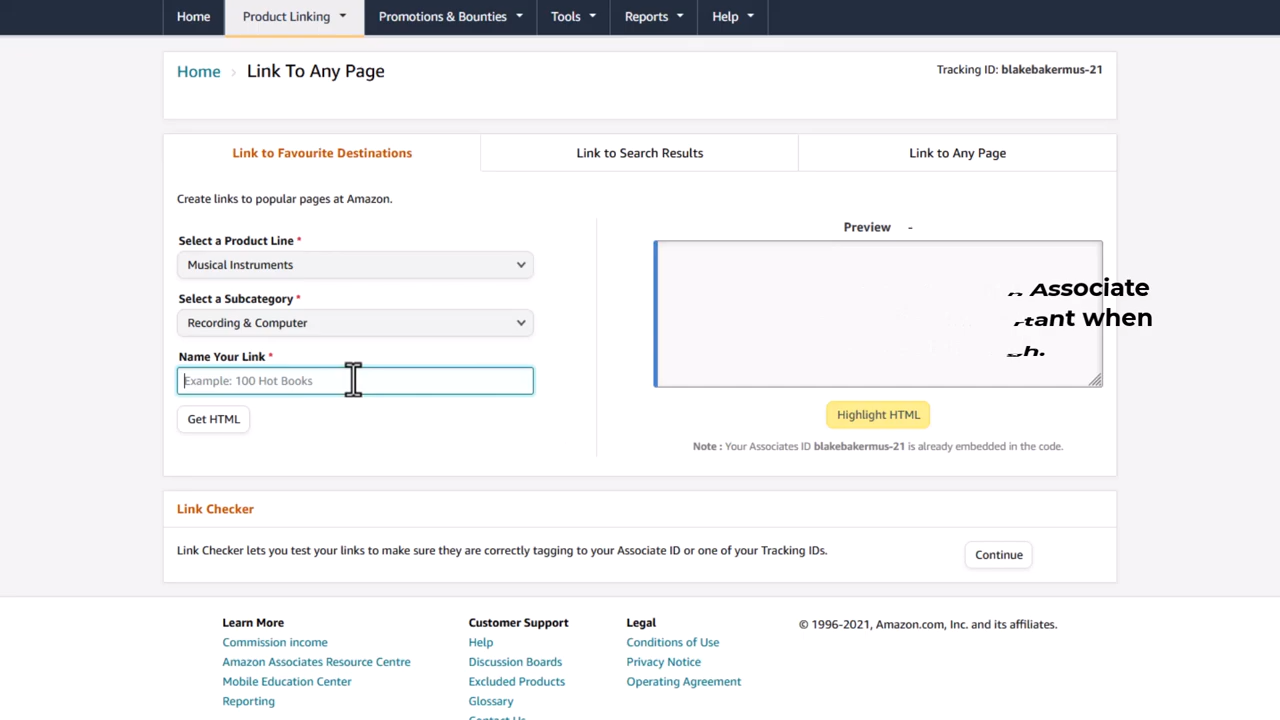 Home Product Linking Promotions & Bounties Tools Reports Help
Home › Link To Any Page
Tracking ID: blakebakermus-21
Link to Favourite Destinations Link to Search Results Link to Any Page
Create links to popular pages at Amazon.
Select a Product Line *
Musical Instruments
Select a Subcategory *
Recording & Computer
Name Your Link *
Example: 100 Hot Books
Get HTML
Preview -
Associate
when
Highlight HTML
Note : Your Associates ID blakebakermus-21 is already embedded in the code.
Link Checker
Link Checker lets you test your links to make sure they are correctly tagging to your Associate ID or one of your Tracking IDs.
Continue
Learn More
Commission income
Amazon Associates Resource Centre
Mobile Education Center
Reporting
Customer Support
Help
Discussion Boards
Excluded Products
Glossary
Contact Us
Legal
Conditions of Use
Privacy Notice
Operating Agreement
© 1996-2021, Amazon.com, Inc. and its affiliates.